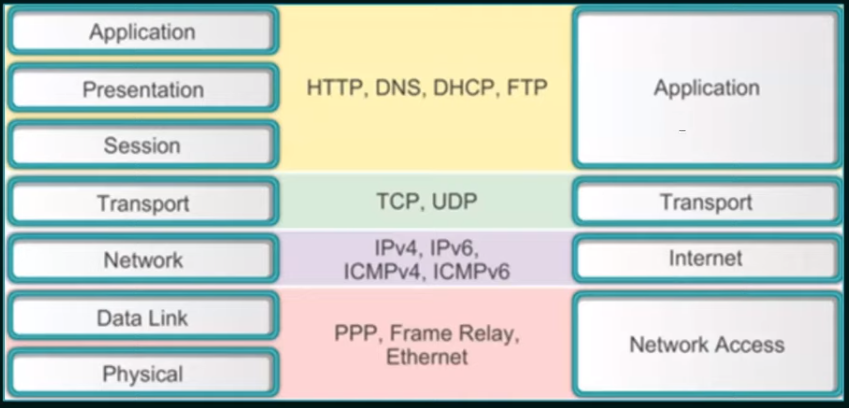 Application
Presentation
Session
HTTP, DNS, DHCP, FTP
Application
Transport
TCP, UDP
Transport
Network
IPv4, IPv6,
ICMPv4, ICMPv6
Internet
Data Link
Physical
PPP, Frame Relay,
Ethernet
Network Access